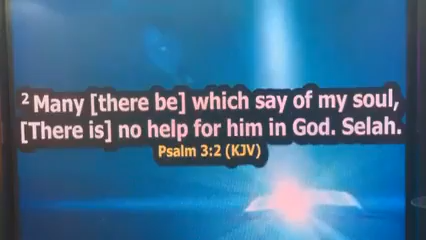 2 Many [there be] which say of my soul,
[There is] no help for him in God. Selah.
Psalm 3:2 (KJV)